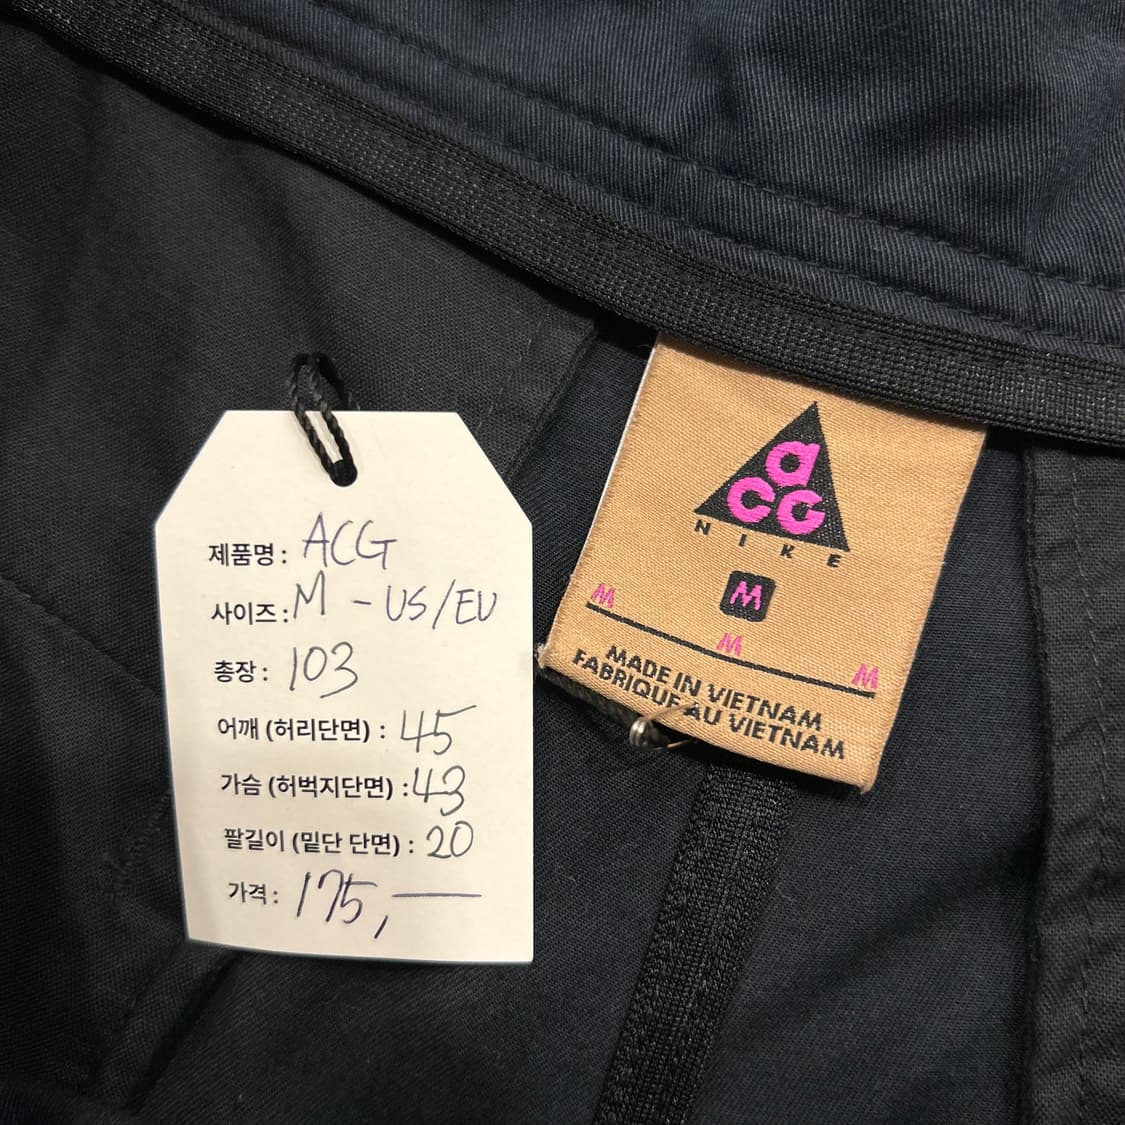 제품명 : ACG
사이즈 : M - US/EU
총장 : 103
어깨 (허리단면) : 45
가슴 (허벅지단면) : 43
팔길이 (밑단 단면) : 20
가격 : 175,—
aCG
NIKE
M
M
M
M
MADE IN VIETNAM
FABRIQUE AU VIETNAM